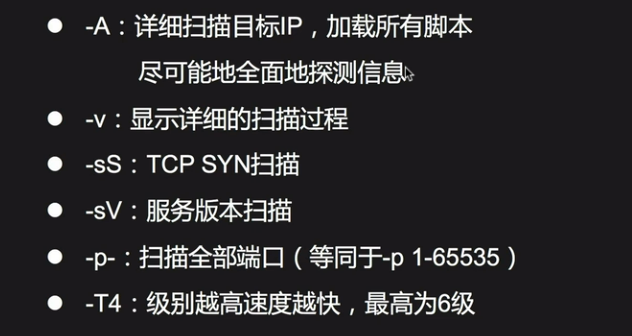 ● -A：详细扫描目标IP，加载所有脚本
尽可能地全面地探测信息
● -v：显示详细的扫描过程
● -sS：TCP SYN扫描
● -sV：服务版本扫描
● -p-：扫描全部端口（等同于-p 1-65535）
● -T4：级别越高速度越快，最高为6级